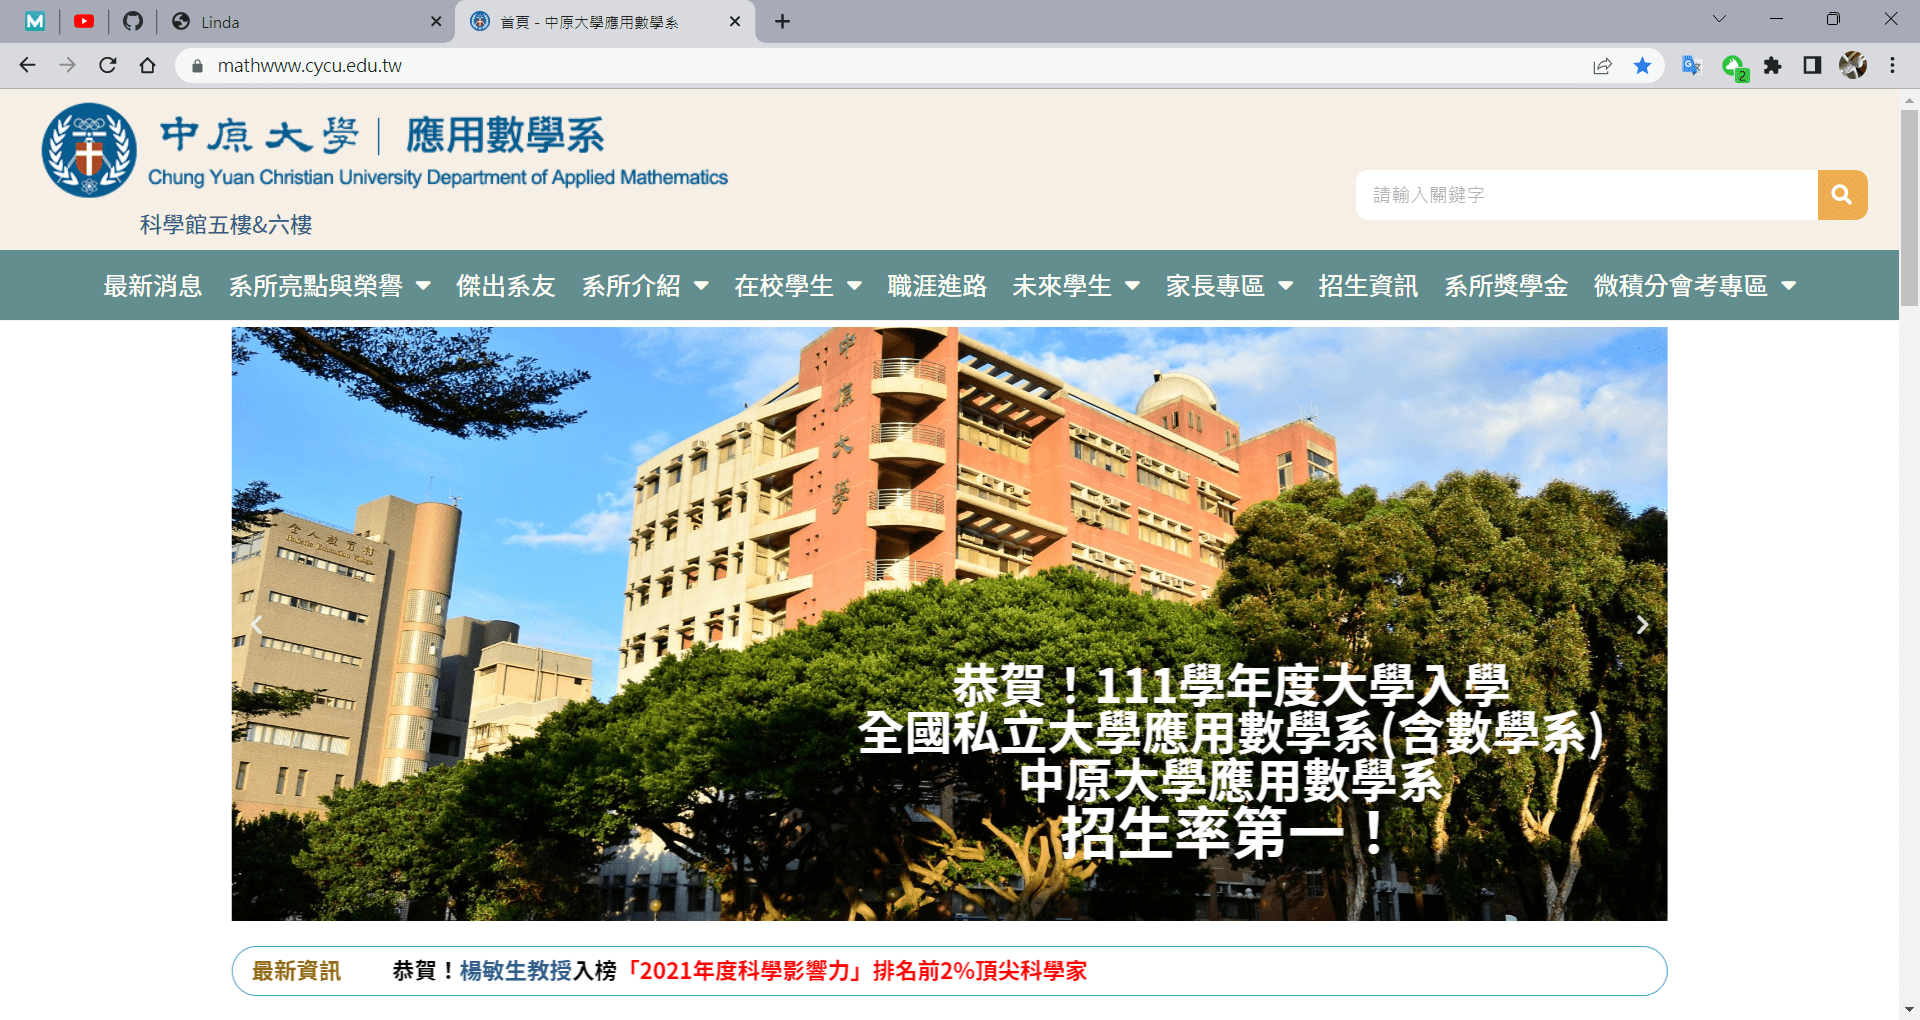 Linda
首頁 - 中原大學應用數學系
mathwww.cycu.edu.tw
2
中原大學 | 應用數學系
Chung Yuan Christian University Department of Applied Mathematics
科學館五樓&六樓
請輸入關鍵字
最新消息 系所亮點與榮譽 傑出系友 系所介紹 在校學生 職涯進路 未來學生 家長專區 招生資訊 系所獎學金 微積分會考專區
中原大學
全人教育村
Holistic Education Village
恭賀！111學年度大學入學
全國私立大學應用數學系(含數學系)
中原大學應用數學系
招生率第一！
最新資訊 恭賀！楊敏生教授入榜「2021年度科學影響力」排名前2%頂尖科學家